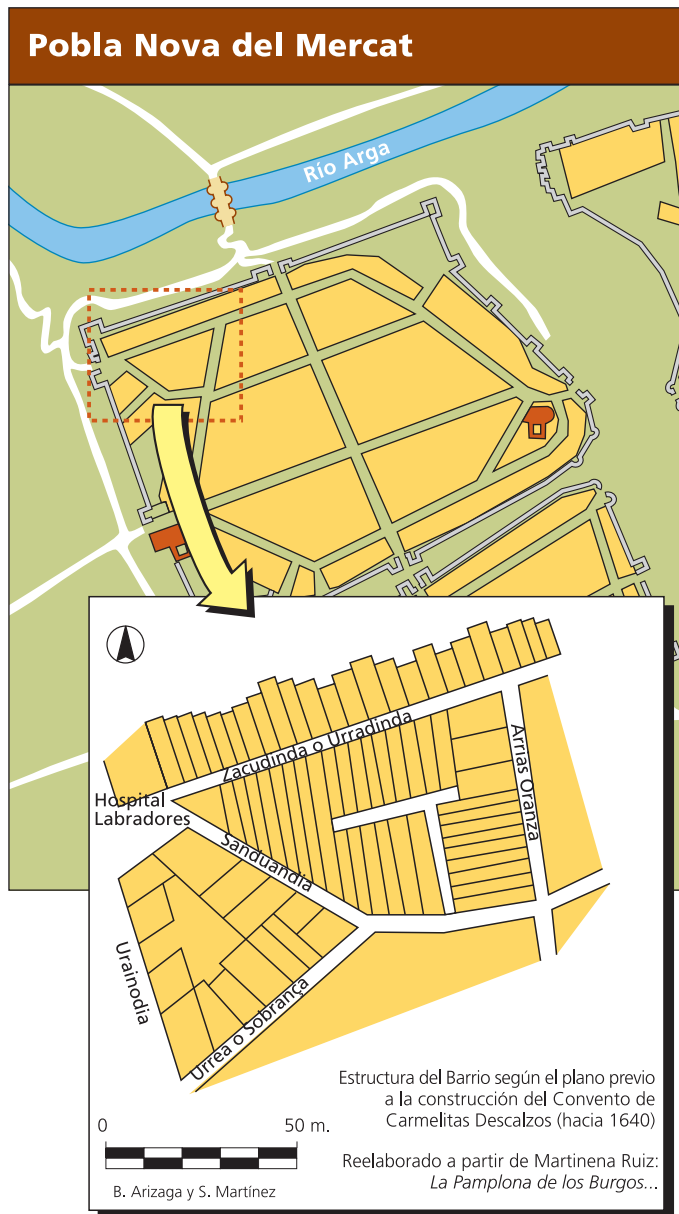 Pobla Nova del Mercat
Río Arga
Zacudinda o Urradinda
Arrias Oranza
Hospital
Labradores
Sanduandia
Urainodia
Urrea o Sobrança
Estructura del Barrio según el plano previo
a la construcción del Convento de
Carmelitas Descalzos (hacia 1640)
0 50 m.
Reelaborado a partir de Martinena Ruiz:
La Pamplona de los Burgos...
B. Arizaga y S. Martínez